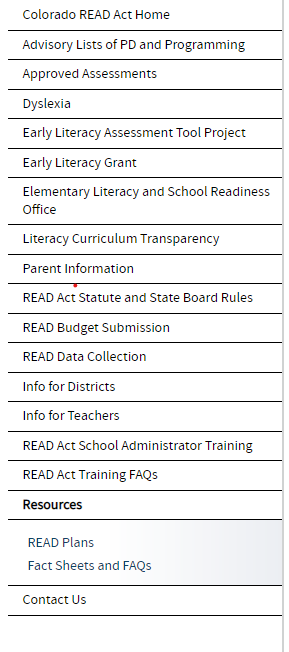 Colorado READ Act Home
Advisory Lists of PD and Programming
Approved Assessments
Dyslexia
Early Literacy Assessment Tool Project
Early Literacy Grant
Elementary Literacy and School Readiness
Office
Literacy Curriculum Transparency
Parent Information
READ Act Statute and State Board Rules
READ Budget Submission
READ Data Collection
Info for Districts
Info for Teachers
READ Act School Administrator Training
READ Act Training FAQs
Resources
READ Plans
Fact Sheets and FAQs
Contact Us